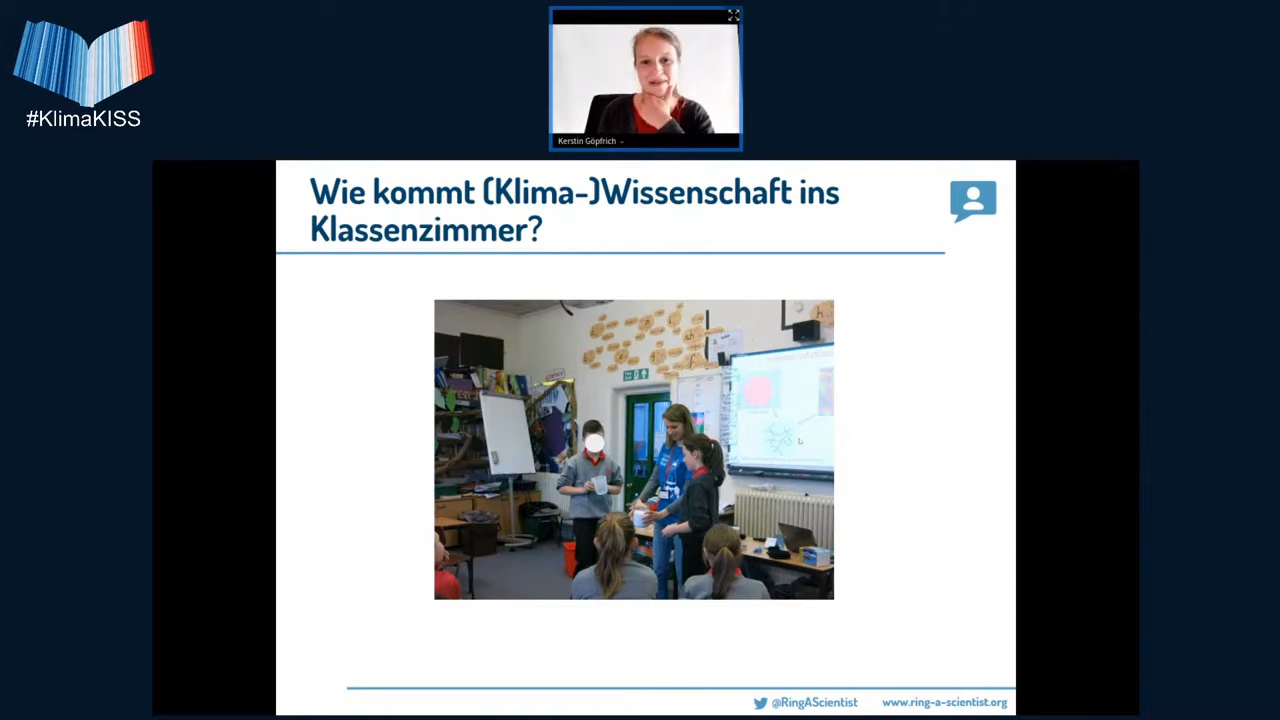 #KlimaKISS
Kerstin Göpfrich
Wie kommt (Klima-)Wissenschaft ins
Klassenzimmer?
@RingAScientist
www.ring-a-scientist.org